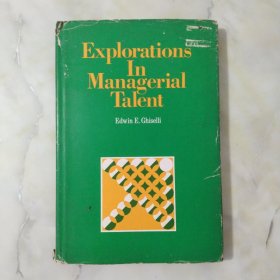 Explorations
In
Managerial
Talent
Edwin E. Ghiselli